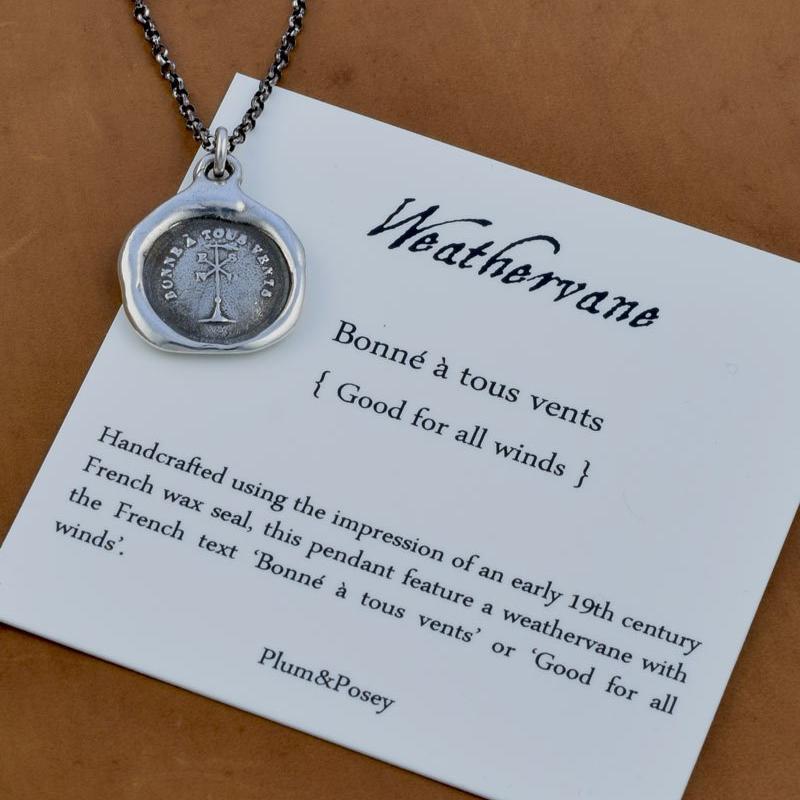 BONNE À TOUS VENTS
Weathervane
Bonné à tous vents
{ Good for all winds }
Handcrafted using the impression of an early 19th century
French wax seal, this pendant feature a weathervane with
the French text ‘Bonné à tous vents’ or ‘Good for all
winds’.
Plum&Posey